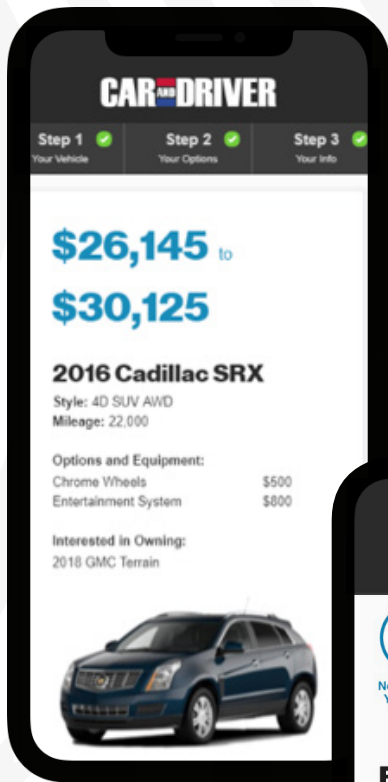 CAR AND DRIVER
Step 1 Step 2 Step 3
Your Vehicle Your Options Your Info
$26,145 to
$30,125
2016 Cadillac SRX
Style: 4D SUV AWD
Mileage: 22,000
Options and Equipment:
Chrome Wheels $500
Entertainment System $800
Interested in Owning:
2018 GMC Terrain